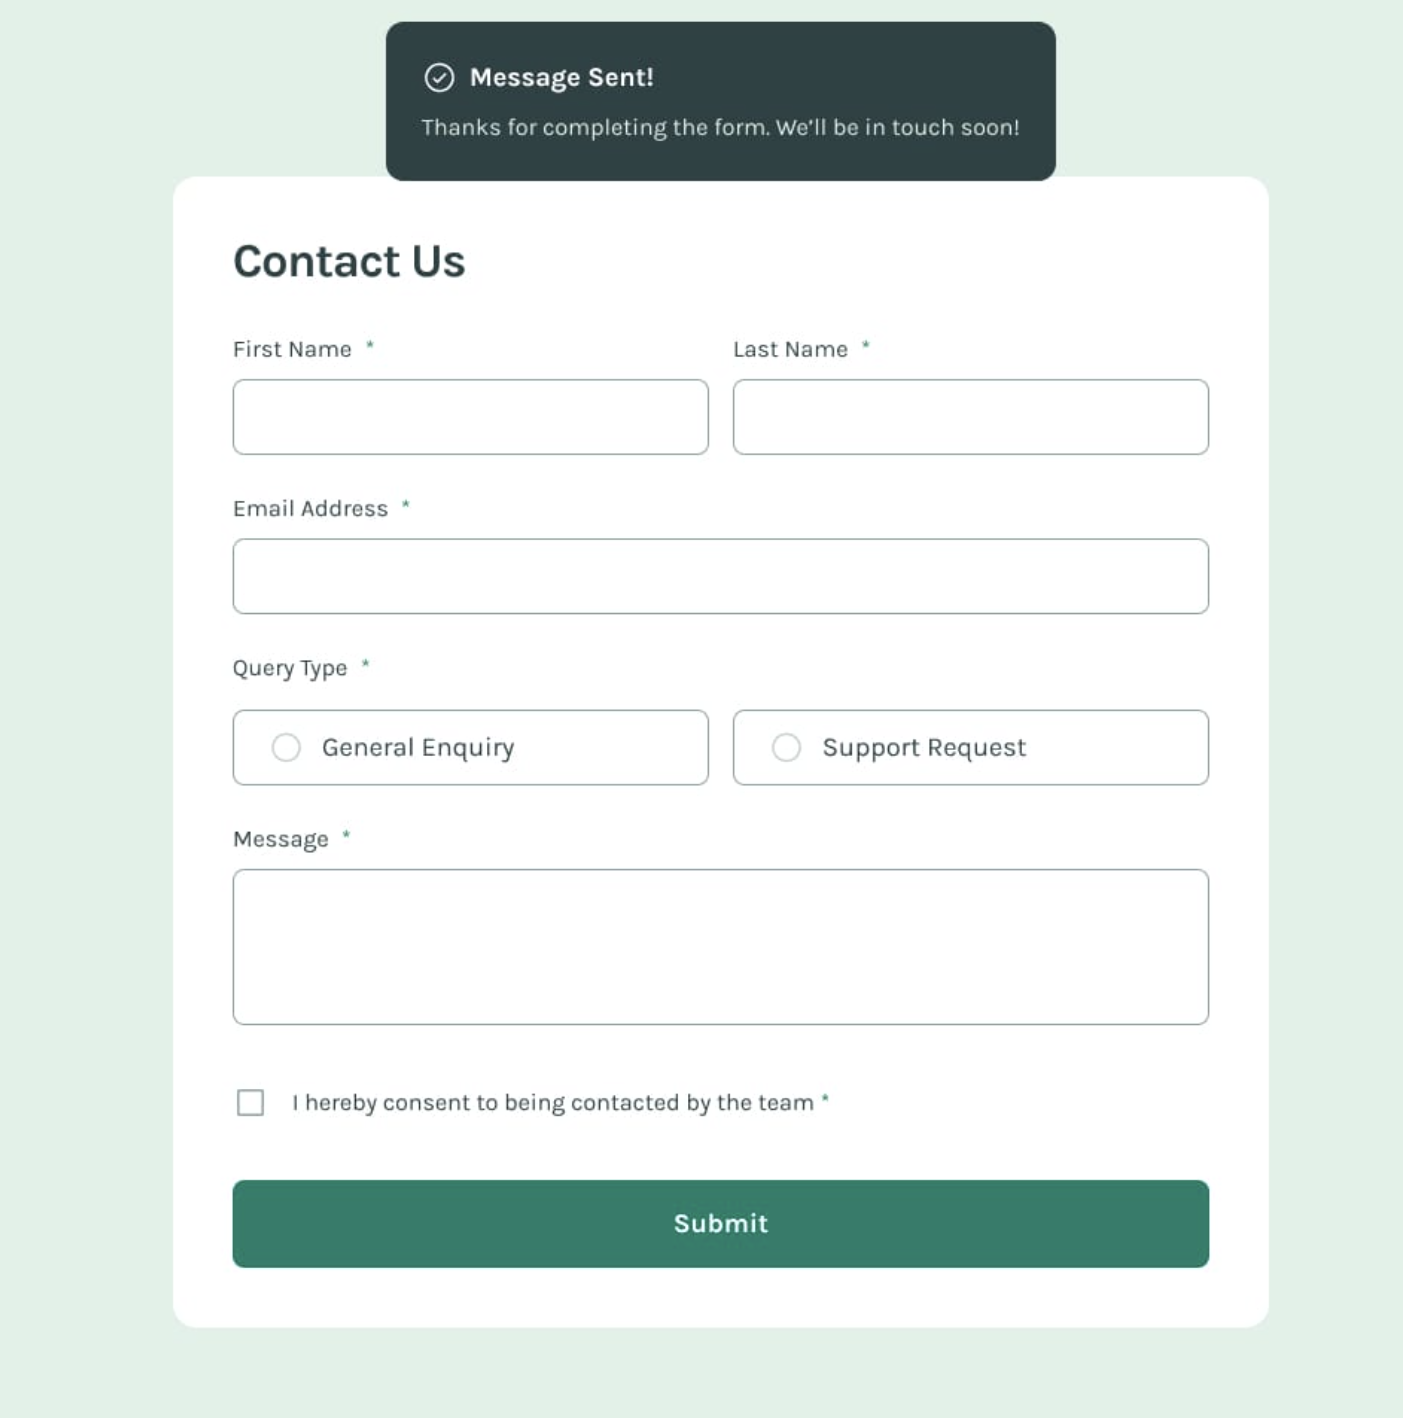 Message Sent!
Thanks for completing the form. We'll be in touch soon!
Contact Us
First Name *
Last Name *
Email Address *
Query Type *
General Enquiry
Support Request
Message *
I hereby consent to being contacted by the team *
Submit